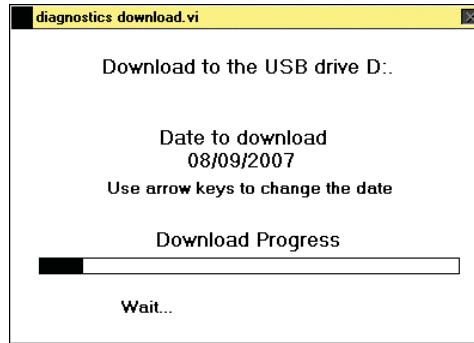 diagnostics download.vi
Download to the USB drive D:.
Date to download
08/09/2007
Use arrow keys to change the date
Download Progress
Wait...